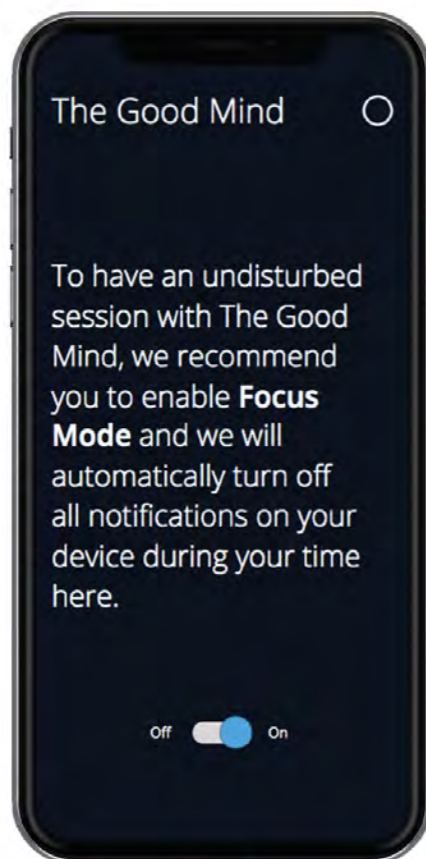 The Good Mind
To have an undisturbed
session with The Good
Mind, we recommend
you to enable Focus
Mode and we will
automatically turn off
all notifications on your
device during your time
here.
Off On